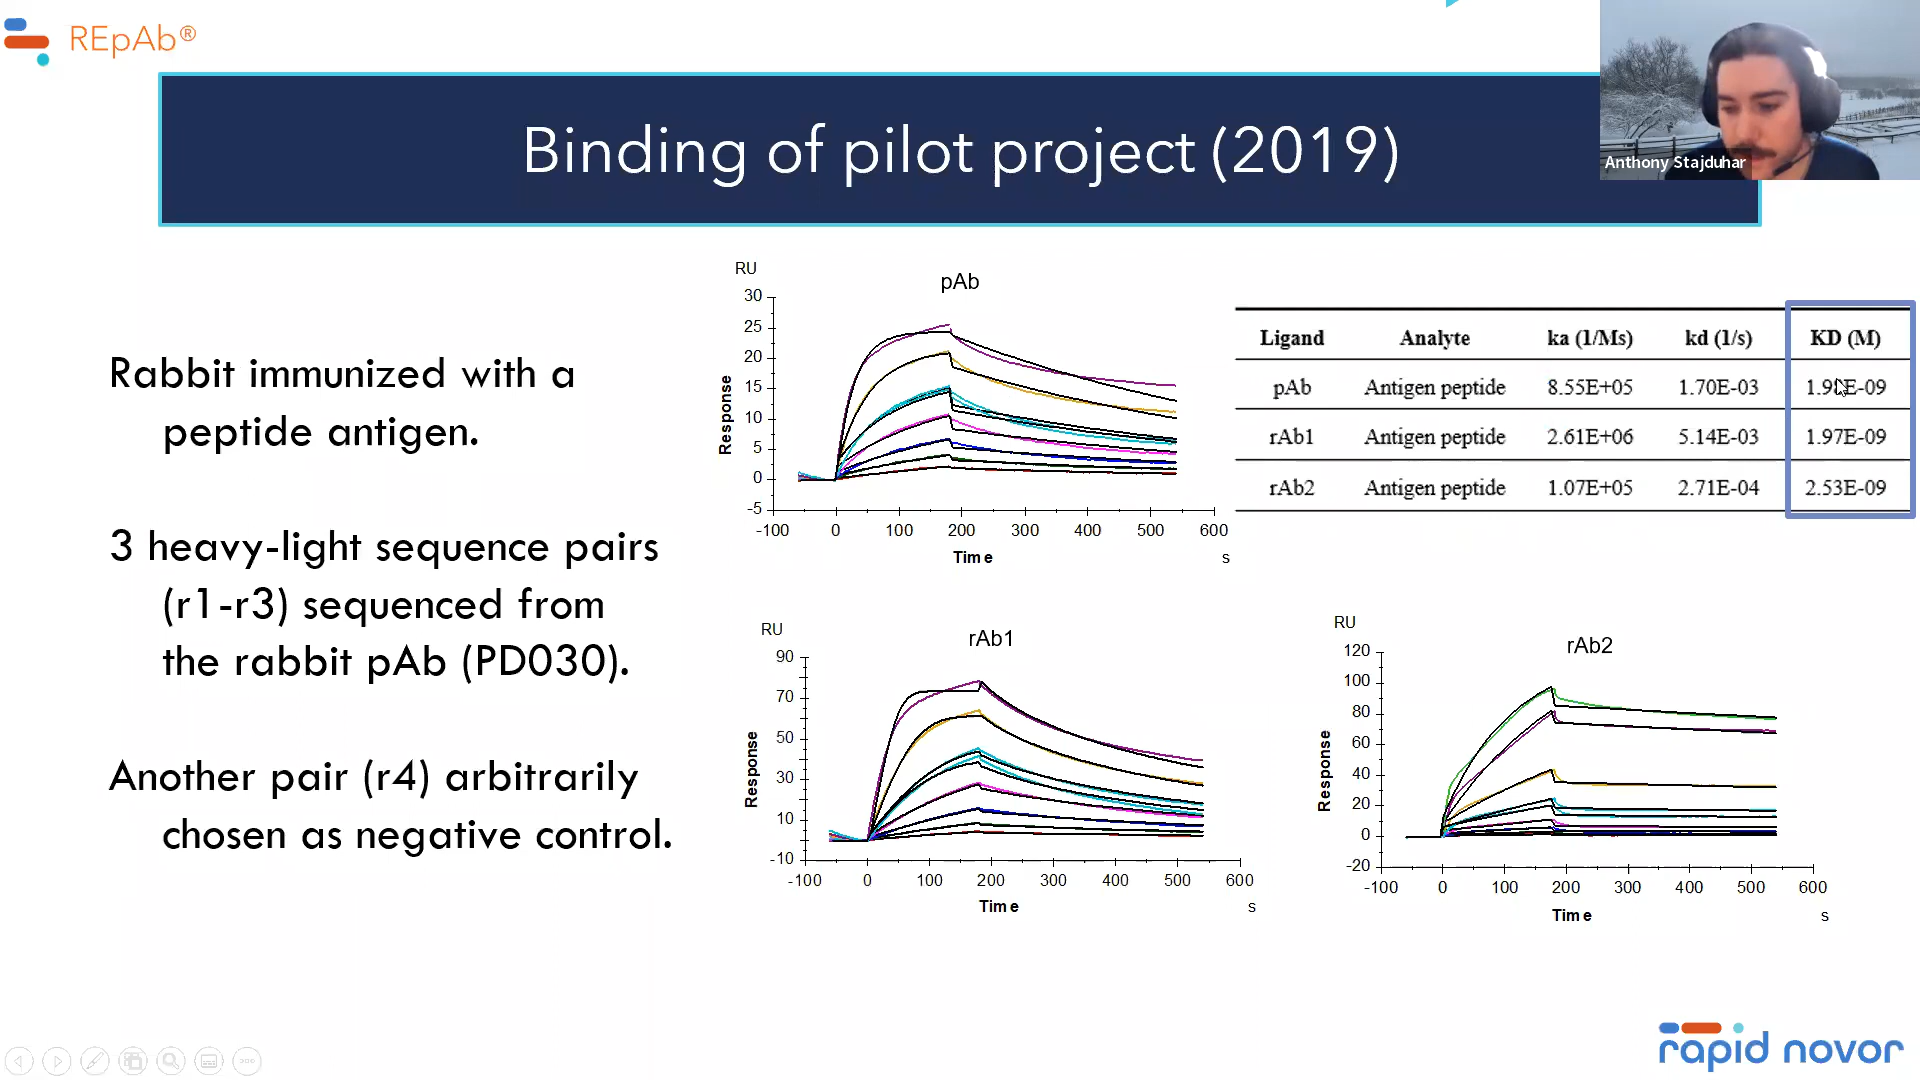 REpAb®
Binding of pilot project (2019)
Anthony Stajduhar
Rabbit immunized with a
peptide antigen.
3 heavy-light sequence pairs
(r1-r3) sequenced from
the rabbit pAb (PD030).
Another pair (r4) arbitrarily
chosen as negative control.
RU
pAb
30
25
20
15
10
5
0
-5
Response
-100 0 100 200 300 400 500 600
Time s
Ligand Analyte ka (1/Ms) kd (1/s) KD (M)
pAb Antigen peptide 8.55E+05 1.70E-03
rAb1 Antigen peptide 2.61E+06 5.14E-03 1.97E-09
rAb2 Antigen peptide 1.07E+05 2.71E-04 2.53E-09
RU
rAb1
90
70
50
30
10
-10
Response
-100 0 100 200 300 400 500 600
Time s
RU
rAb2
120
100
80
60
40
20
0
-20
Response
-100 0 100 200 300 400 500 600
Time s
rapid novor